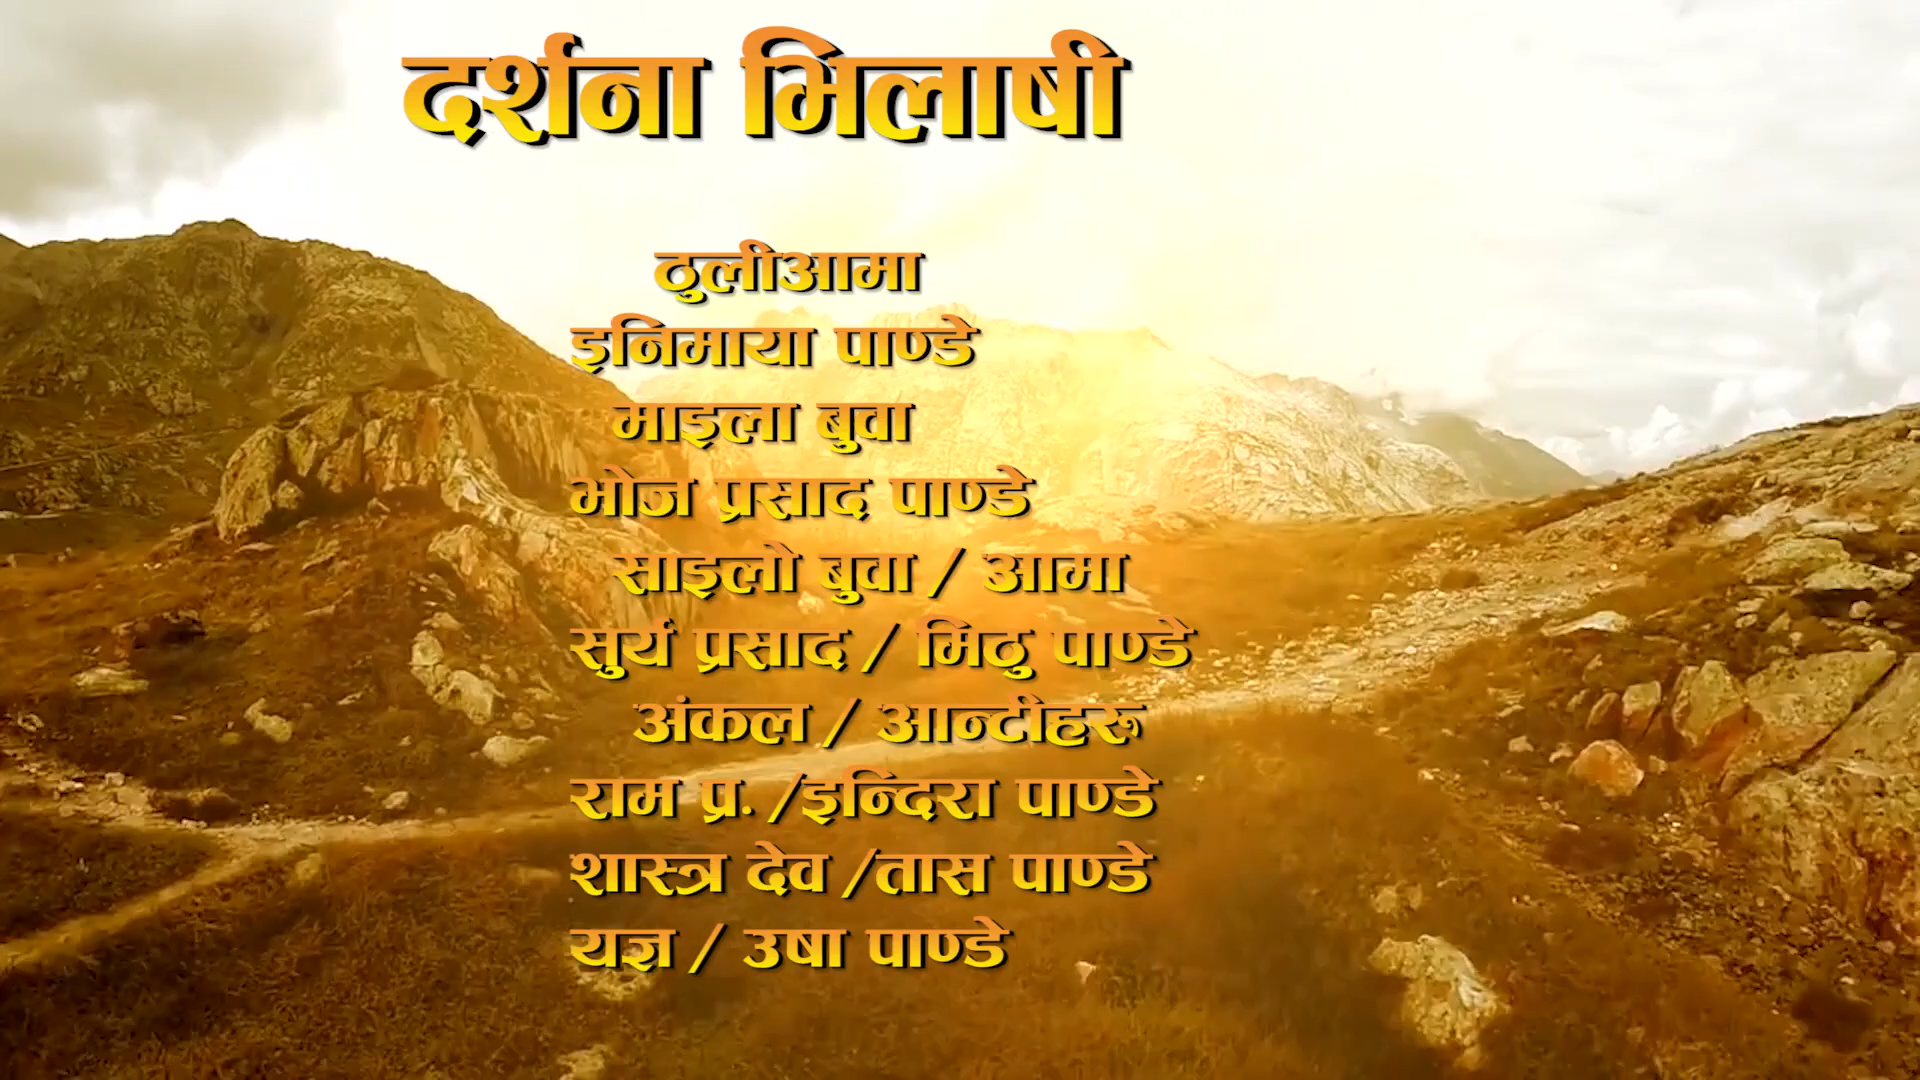 दर्शना भिलाषी
ठुलीआमा
इनिमाया पाण्डे
माइला बुवा
भोज प्रसाद पाण्डे
साइलो बुवा / आमा
सुर्य प्रसाद / मिठु पाण्डे
अंकल / आन्टीहरू
राम प्र. /इन्दिरा पाण्डे
शास्त्र देव /तास पाण्डे
यज्ञ / उषा पाण्डे